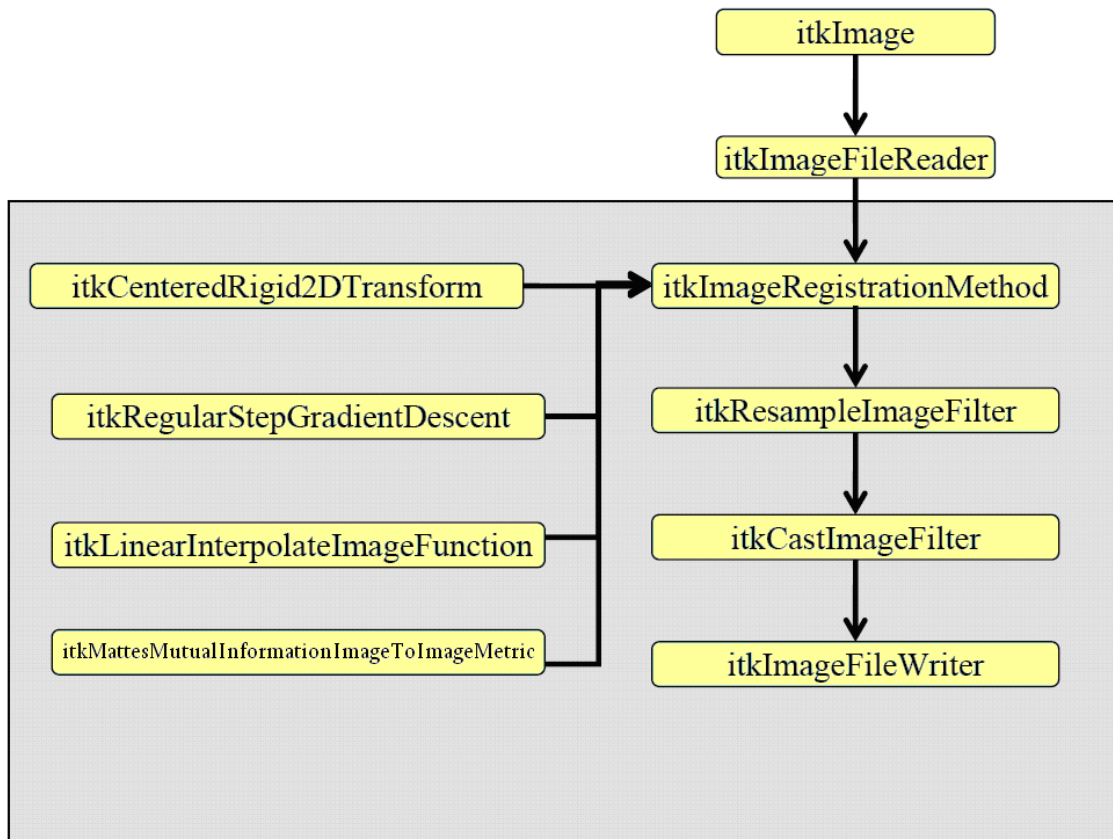 itkImage
itkImageFileReader
itkCenteredRigid2DTransform
itkImageRegistrationMethod
itkRegularStepGradientDescent
itkResampleImageFilter
itkLinearInterpolateImageFunction
itkCastImageFilter
itkMattesMutualInformationImageToImageMetric
itkImageFileWriter